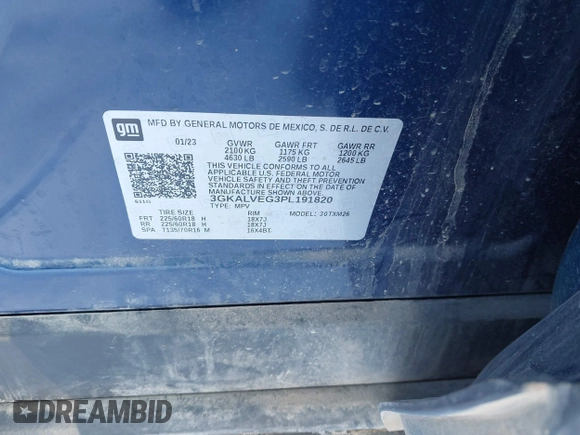 gm
MFD BY GENERAL MOTORS DE MEXICO, S. DE R.L. DE C.V.
01/23 GVWR GAWR FRT GAWR RR
2100 KG 1175 KG 1200 KG
4630 LB 2590 LB 2645 LB
THIS VEHICLE CONFORMS TO ALL
APPLICABLE U.S. FEDERAL MOTOR
VEHICLE SAFETY AND THEFT PREVENTION
STANDARDS IN EFFECT ON THE DATE
OF MANUFACTURE SHOWN ABOVE.
3GKALVEG3PL191820
TYPE: MPV
TIRE SIZE SPEED RTG RIM MODEL: 30TXM26
FRT 225/60R18 H 18X7J
RR 225/60R18 H 18X7J
SPA T135/70R16 M 16X4BT.
DREAMBID